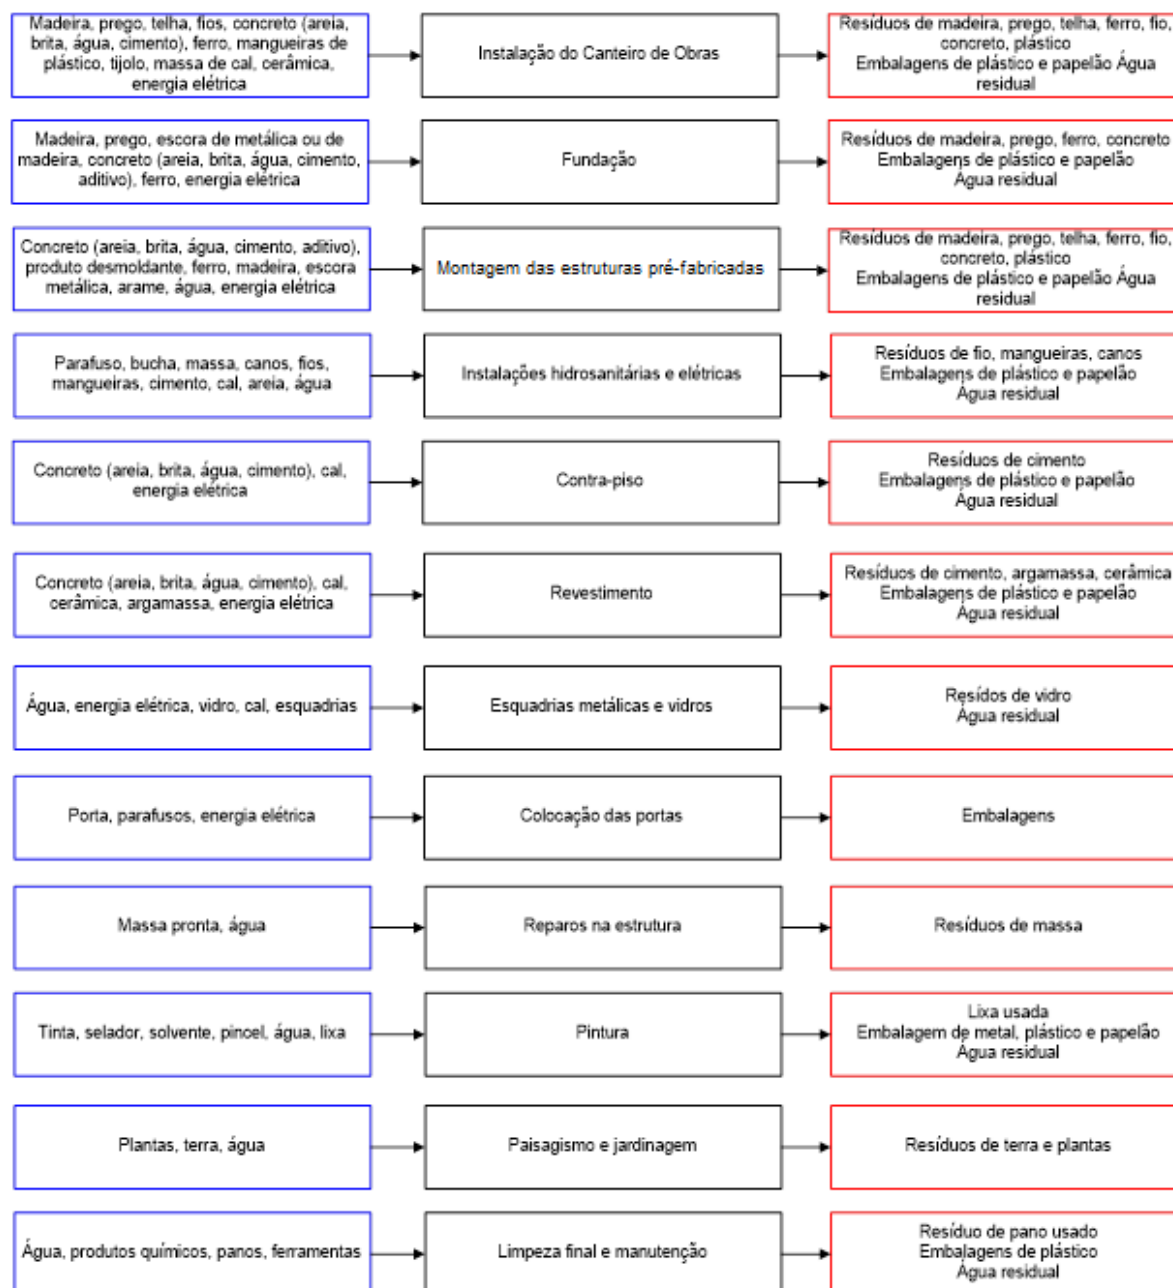 Madeira, prego, telha, fios, concreto (areia,
brita, água, cimento), ferro, mangueiras de
plástico, tijolo, massa de cal, cerâmica,
energia elétrica
Instalação do Canteiro de Obras
Resíduos de madeira, prego, telha, ferro, fio,
concreto, plástico
Embalagens de plástico e papelão Água
residual
Madeira, prego, escora de metálica ou de
madeira, concreto (areia, brita, água, cimento,
aditivo), ferro, energia elétrica
Fundação
Resíduos de madeira, prego, ferro, concreto
Embalagens de plástico e papelão
Água residual
Concreto (areia, brita, água, cimento, aditivo),
produto desmoldante, ferro, madeira, escora
metálica, arame, água, energia elétrica
Montagem das estruturas pré-fabricadas
Resíduos de madeira, prego, telha, ferro, fio,
concreto, plástico
Embalagens de plástico e papelão Água
residual
Parafuso, bucha, massa, canos, fios,
mangueiras, cimento, cal, areia, água
Instalações hidrosanitárias e elétricas
Resíduos de fio, mangueiras, canos
Embalagens de plástico e papelão
Água residual
Concreto (areia, brita, água, cimento), cal,
energia elétrica
Contra-piso
Resíduos de cimento
Embalagens de plástico e papelão
Água residual
Concreto (areia, brita, água, cimento), cal,
cerâmica, argamassa, energia elétrica
Revestimento
Resíduos de cimento, argamassa, cerâmica
Embalagens de plástico e papelão
Água residual
Água, energia elétrica, vidro, cal, esquadrias
Esquadrias metálicas e vidros
Resídos de vidro
Água residual
Porta, parafusos, energia elétrica
Colocação das portas
Embalagens
Massa pronta, água
Reparos na estrutura
Resíduos de massa
Tinta, selador, solvente, pincel, água, lixa
Pintura
Lixa usada
Embalagem de metal, plástico e papelão
Água residual
Plantas, terra, água
Paisagismo e jardinagem
Resíduos de terra e plantas
Água, produtos químicos, panos, ferramentas
Limpeza final e manutenção
Resíduo de pano usado
Embalagens de plástico
Água residual